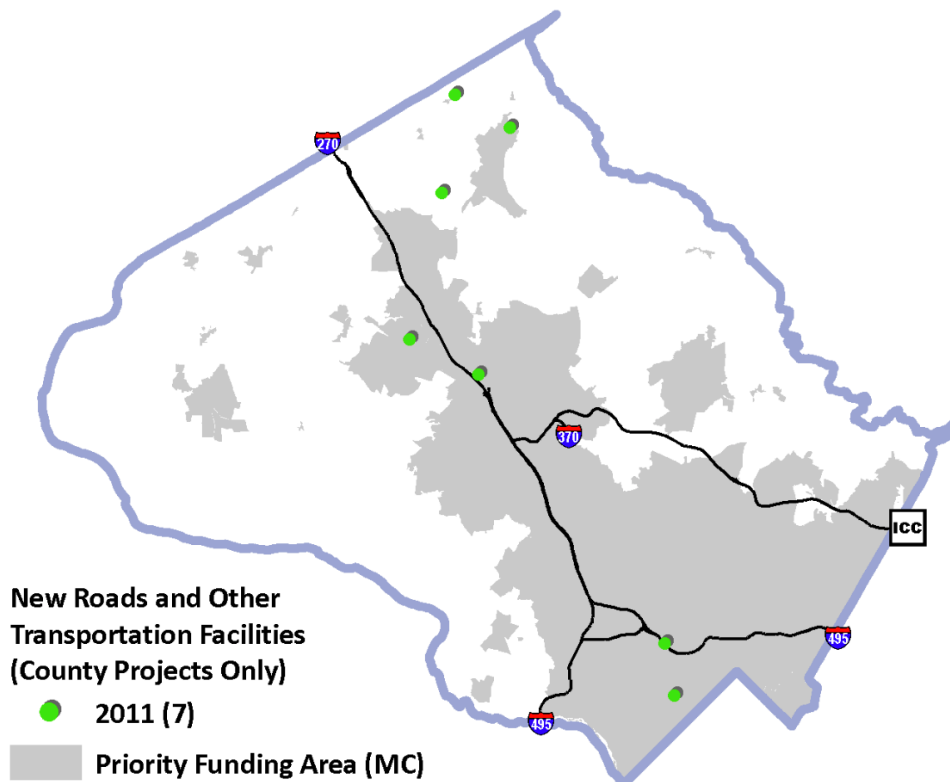 270
370
ICC
New Roads and Other
Transportation Facilities
(County Projects Only)
495
2011 (7)
495
Priority Funding Area (MC)